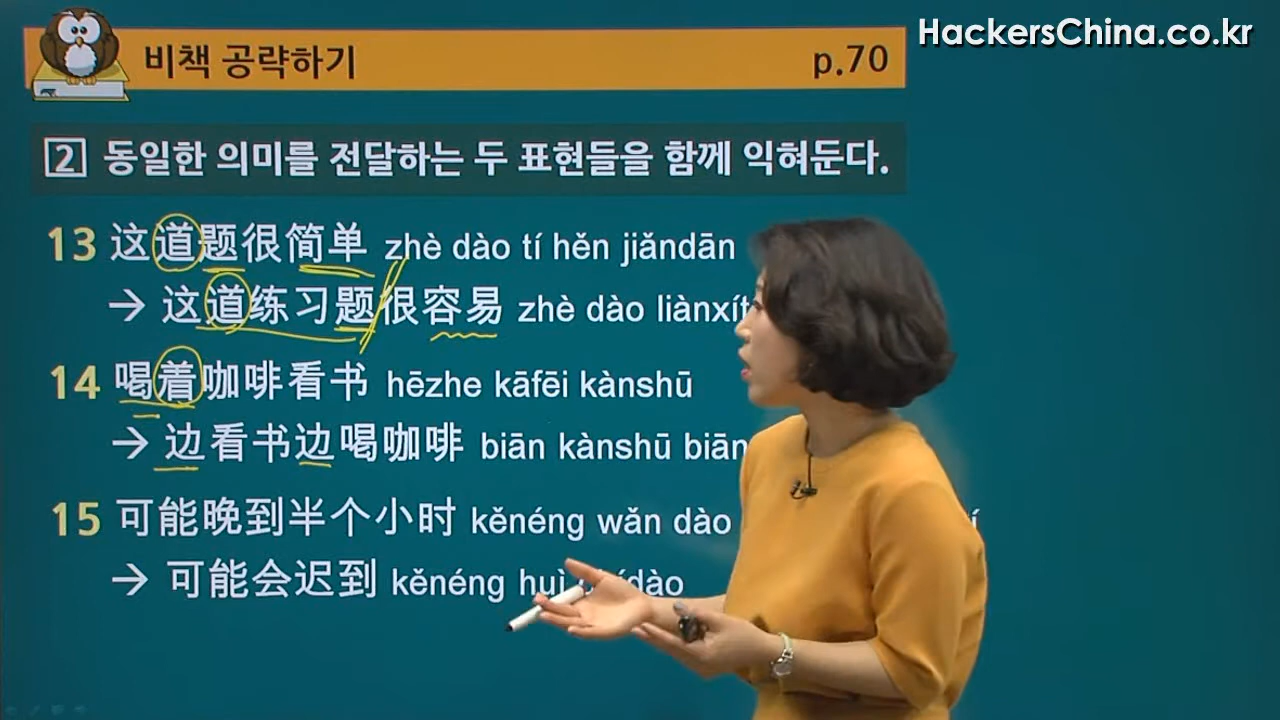 HackersChina.co.kr
비책 공략하기 p.70
2 동일한 의미를 전달하는 두 표현들을 함께 익혀둔다.
13 这道题很简单 zhè dào tí hěn jiǎndān
→ 这道练习题很容易 zhè dào liànxít
14 喝着咖啡看书 hēzhe kāfēi kànshū
→ 边看书边喝咖啡 biān kànshū biān
15 可能晚到半个小时 kěnéng wǎn dào
→ 可能会迟到 kěnéng huì chídào